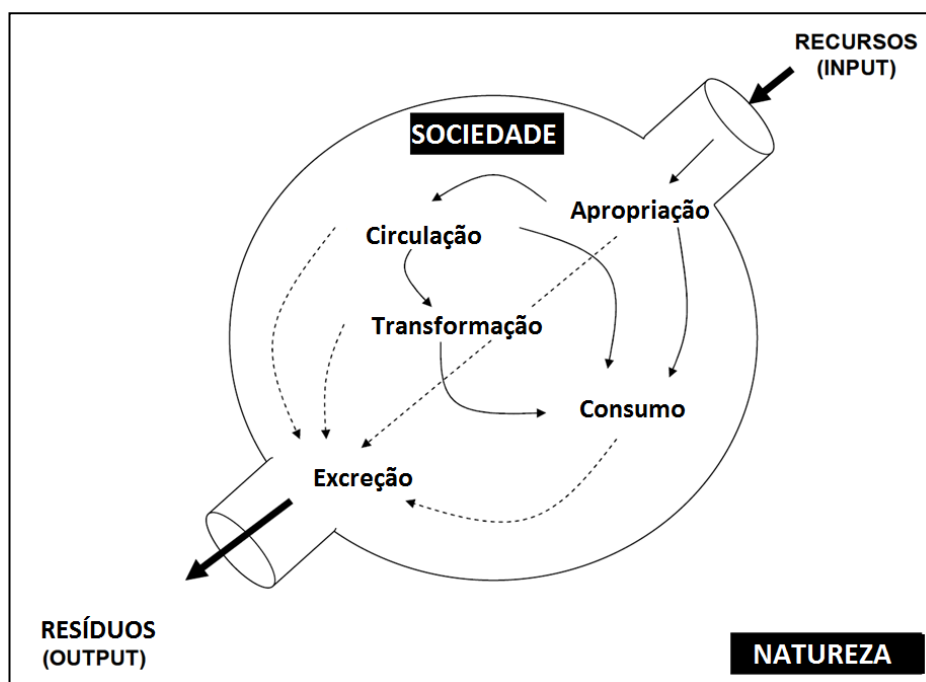 RECURSOS
(INPUT)
SOCIEDADE
Apropriação
Circulação
Transformação
Consumo
Excreção
RESÍDUOS
(OUTPUT)
NATUREZA